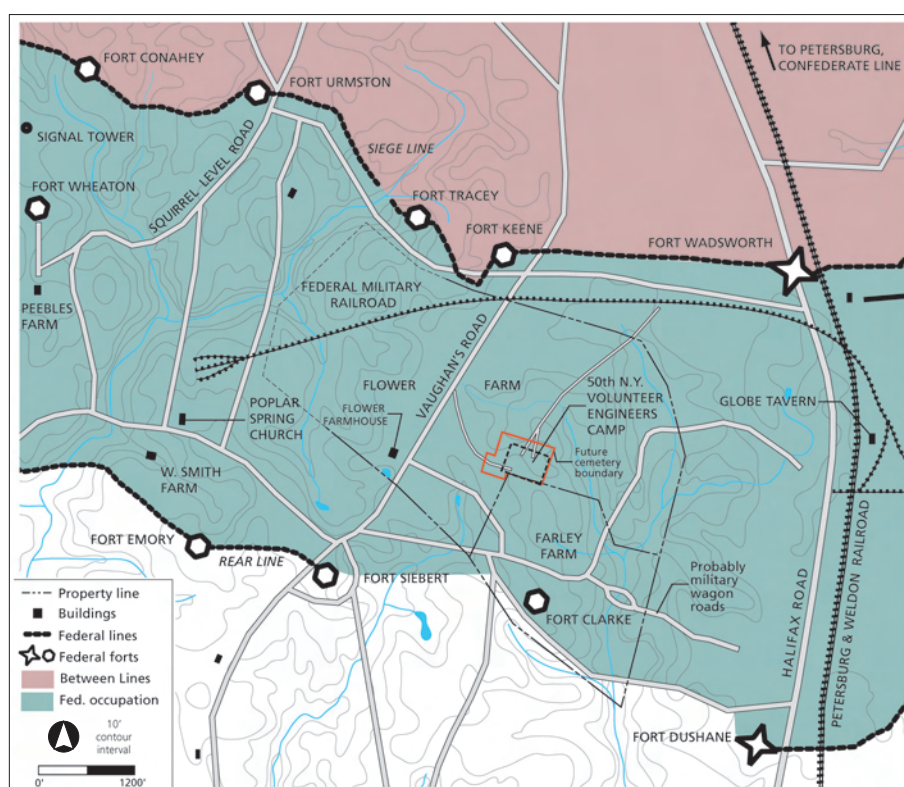 FORT CONAHEY
TO PETERSBURG,
CONFEDERATE LINE
FORT URMSTON
SIGNAL TOWER
SIEGE LINE
SQUIRREL LEVEL ROAD
FORT WHEATON
FORT TRACEY
FORT KEENE
FORT WADSWORTH
FEDERAL MILITARY
RAILROAD
PEEBLES
FARM
VAUGHAN'S ROAD
FLOWER
FARM
50th N.Y.
VOLUNTEER
ENGINEERS
CAMP
GLOBE TAVERN
POPLAR
SPRING
CHURCH
FLOWER
FARMHOUSE
Future
cemetery
boundary
W. SMITH
FARM
FORT EMORY
REAR LINE
FARLEY
FARM
FORT SIEBERT
FORT CLARKE
Probably
military
wagon
roads
HALIFAX ROAD
PETERSBURG & WELDON RAILROAD
FORT DUSHANE
Property line
Buildings
Federal lines
Federal forts
Between Lines
Fed. occupation
10'
contour
interval
0'
1200'